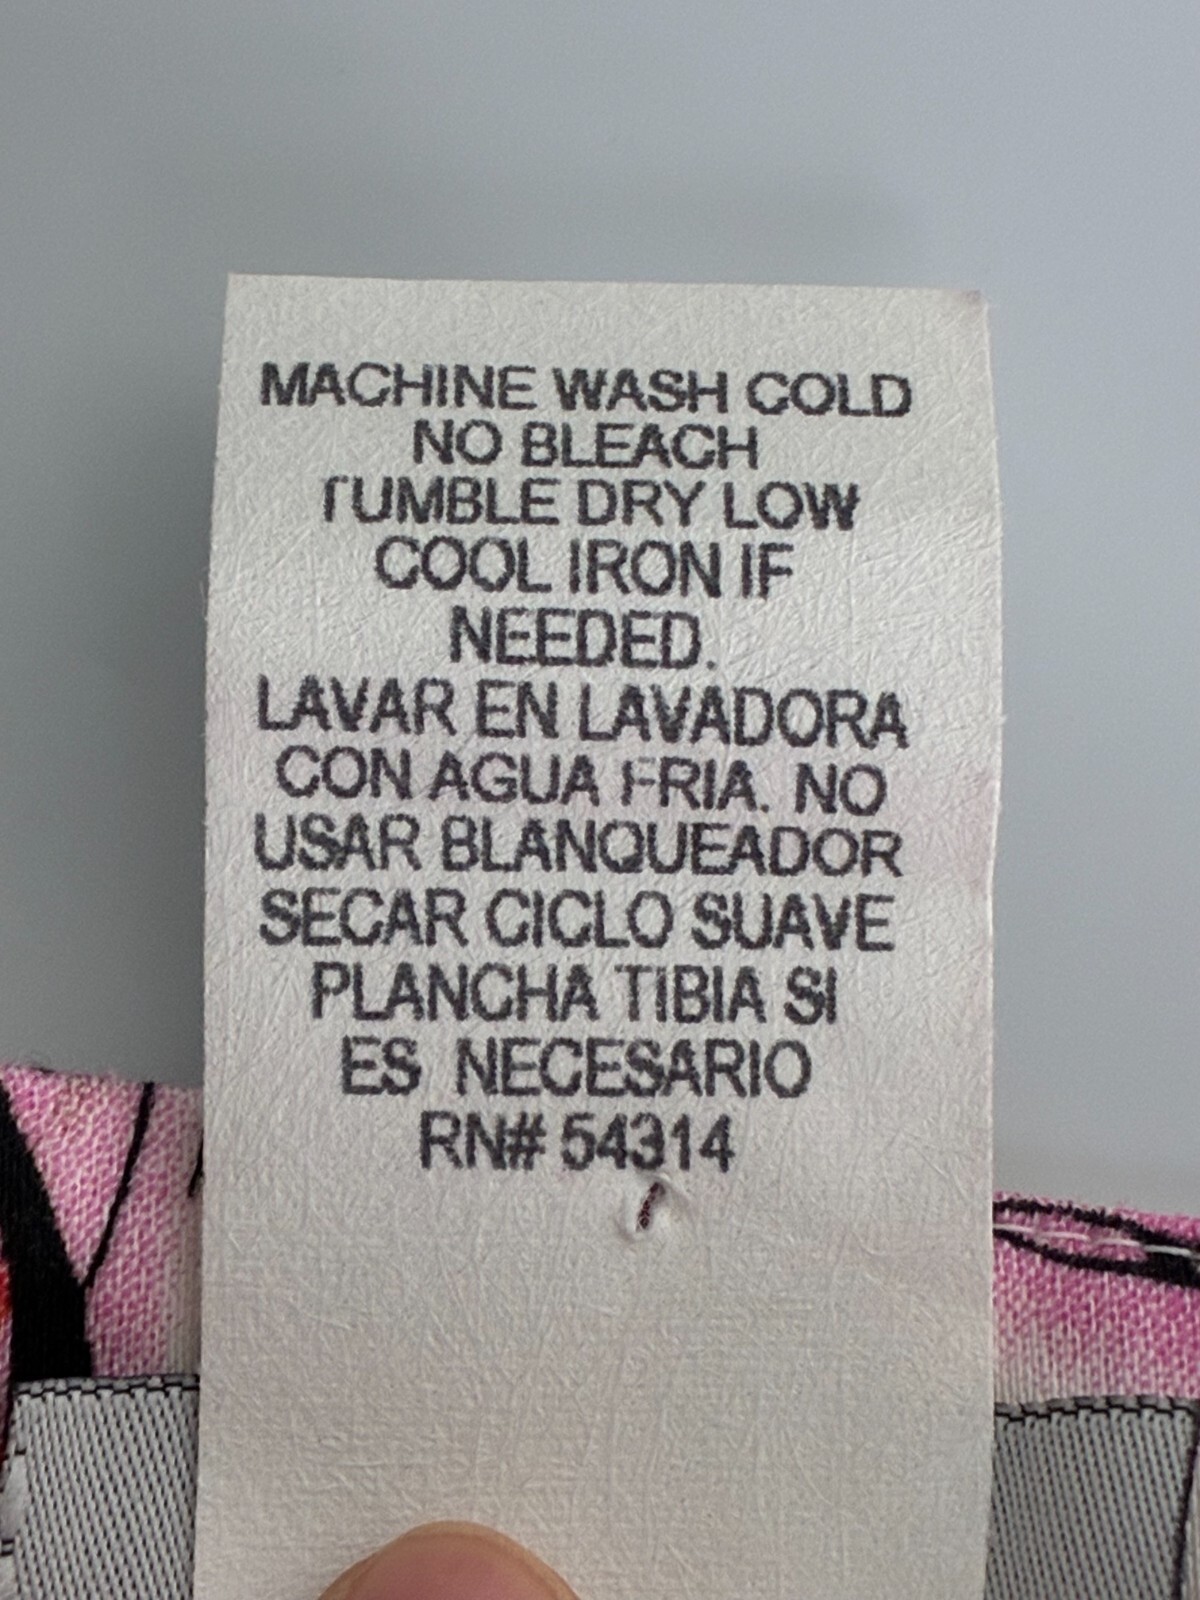 MACHINE WASH COLD
NO BLEACH
TUMBLE DRY LOW
COOL IRON IF
NEEDED.
LAVAR EN LAVADORA
CON AGUA FRIA. NO
USAR BLANQUEADOR
SECAR CICLO SUAVE
PLANCHA TIBIA SI
ES NECESARIO
RN# 54314